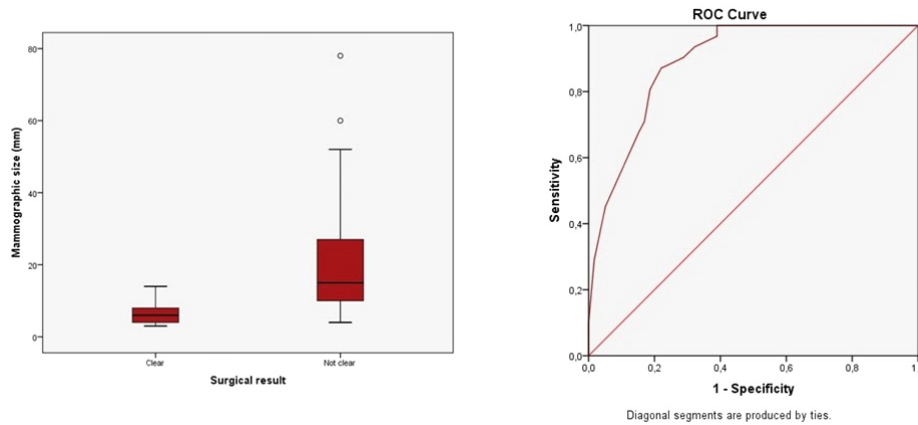 80
60
40
20
0
Mammographic size (mm)
Clear
Not clear
Surgical result
ROC Curve
1,0
0,8
0,6
0,4
0,2
0,0
Sensitivity
0,0
0,2
0,4
0,6
0,8
1
1 - Specificity
Diagonal segments are produced by ties.